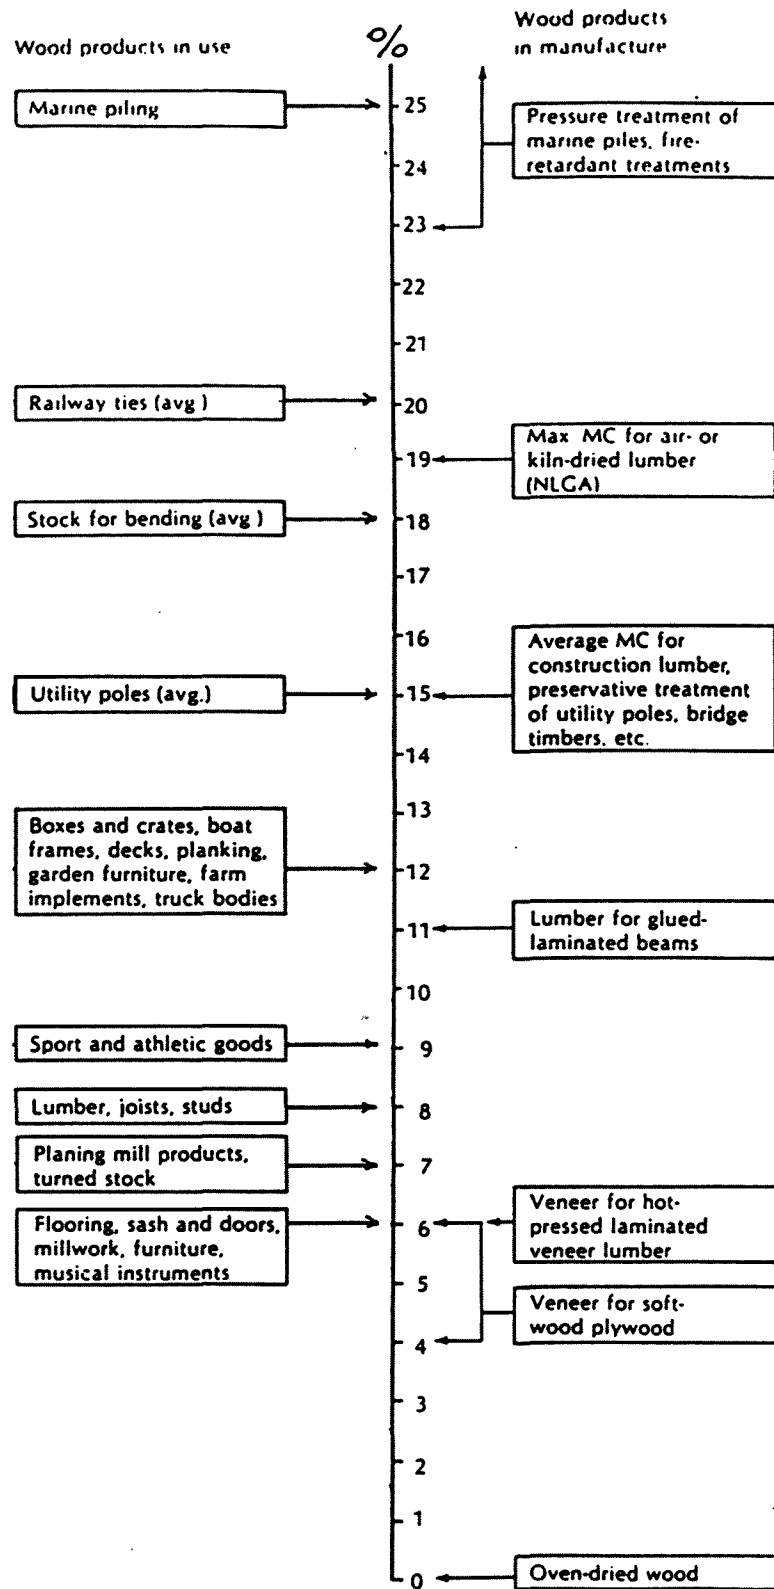 Wood products in use
%
Wood products
in manufacture
Marine piling
25
Pressure treatment of
marine piles, fire-
retardant treatments
24
23
22
21
Railway ties (avg )
20
Max MC for air- or
kiln-dried lumber
(NLGA)
19
Stock for bending (avg )
18
17
16
Average MC for
construction lumber,
preservative treatment
of utility poles, bridge
timbers, etc.
Utility poles (avg.)
15
14
13
Boxes and crates, boat
frames, decks, planking,
garden furniture, farm
implements, truck bodies
12
11
Lumber for glued-
laminated beams
10
Sport and athletic goods
9
Lumber, joists, studs
8
Planing mill products,
turned stock
7
Flooring, sash and doors,
millwork, furniture,
musical instruments
6
Veneer for hot-
pressed laminated
veneer lumber
5
Veneer for soft-
wood plywood
4
3
2
1
0
Oven-dried wood